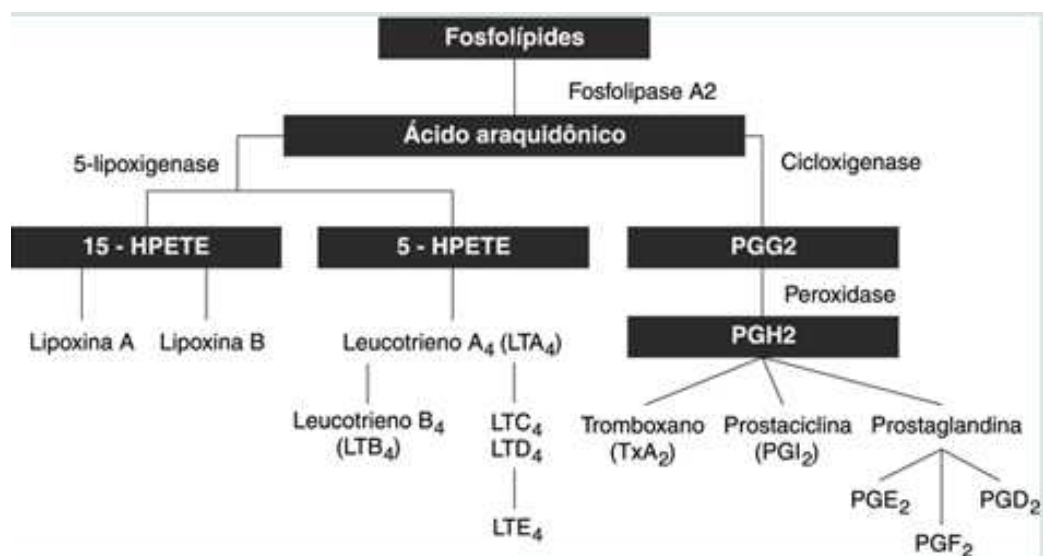 Fosfolípides
Fosfolipase A2
Ácido araquidônico
5-lipoxigenase
Cicloxigenase
15 - HPETE
5 - HPETE
PGG2
Peroxidase
PGH2
Lipoxina A
Lipoxina B
Leucotrieno A₄ (LTA₄)
Leucotrieno B₄
(LTB₄)
LTC₄
LTD₄
LTE₄
Tromboxano
(TxA₂)
Prostaciclina
(PGI₂)
Prostaglandina
PGE₂
PGF₂
PGD₂